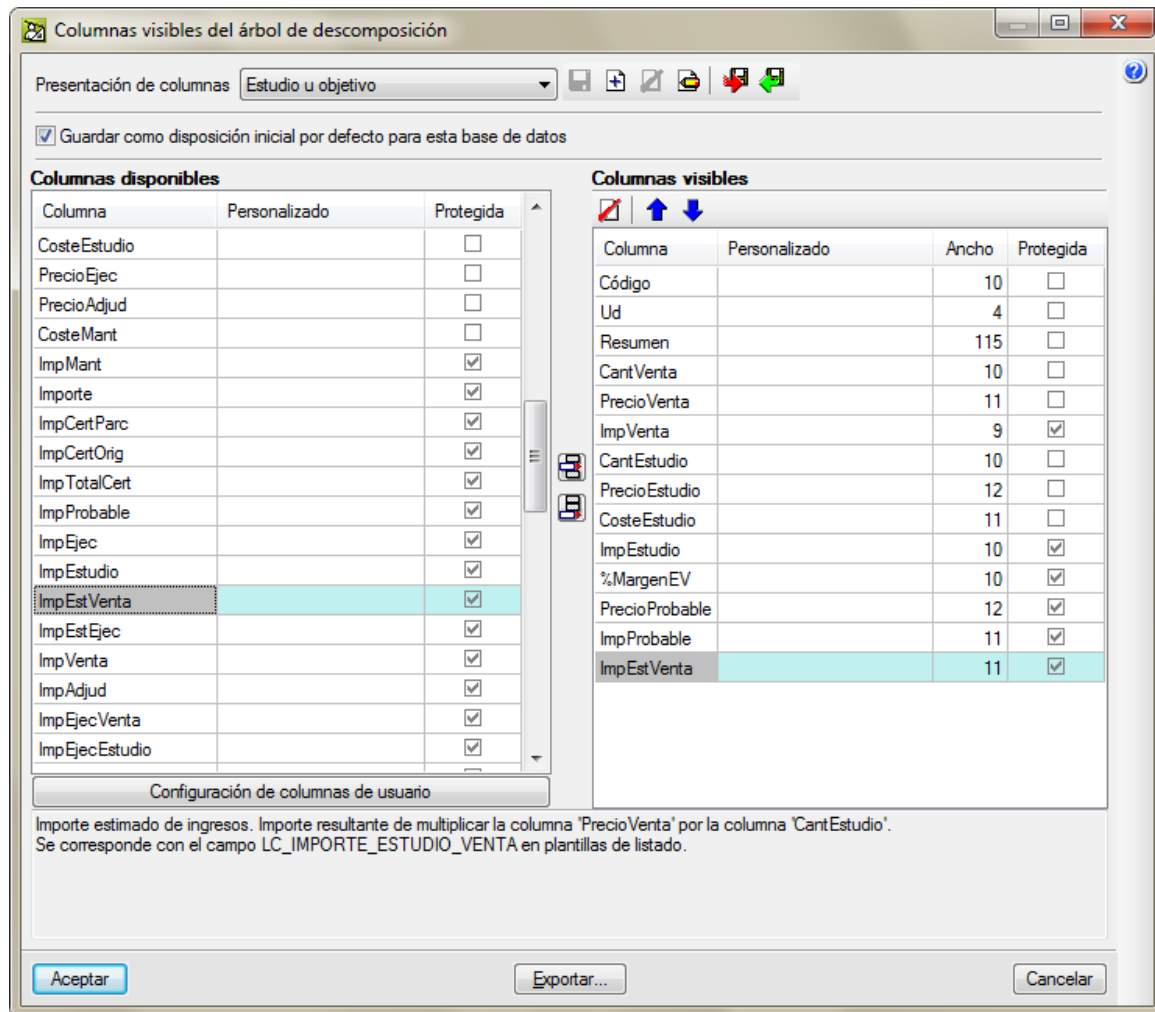 Columnas visibles del árbol de descomposición
Presentación de columnas Estudio u objetivo
Guardar como disposición inicial por defecto para esta base de datos
Columnas disponibles
Columna Personalizado Protegida
CosteEstudio
PrecioEjec
PrecioAdjud
CosteMant
ImpMant
Importe
ImpCertParc
ImpCertOrig
ImpTotalCert
ImpProbable
ImpEjec
ImpEstudio
ImpEstVenta
ImpEstEjec
ImpVenta
ImpAdjud
ImpEjecVenta
ImpEjecEstudio
Configuración de columnas de usuario
Columnas visibles
Columna Personalizado Ancho Protegida
Código 10
Ud 4
Resumen 115
CantVenta 10
PrecioVenta 11
ImpVenta 9
CantEstudio 10
PrecioEstudio 12
CosteEstudio 11
ImpEstudio 10
%MargenEV 10
PrecioProbable 12
ImpProbable 11
ImpEstVenta 11
Importe estimado de ingresos. Importe resultante de multiplicar la columna 'PrecioVenta' por la columna 'CantEstudio'.
Se corresponde con el campo LC_IMPORTE_ESTUDIO_VENTA en plantillas de listado.
Aceptar Exportar... Cancelar